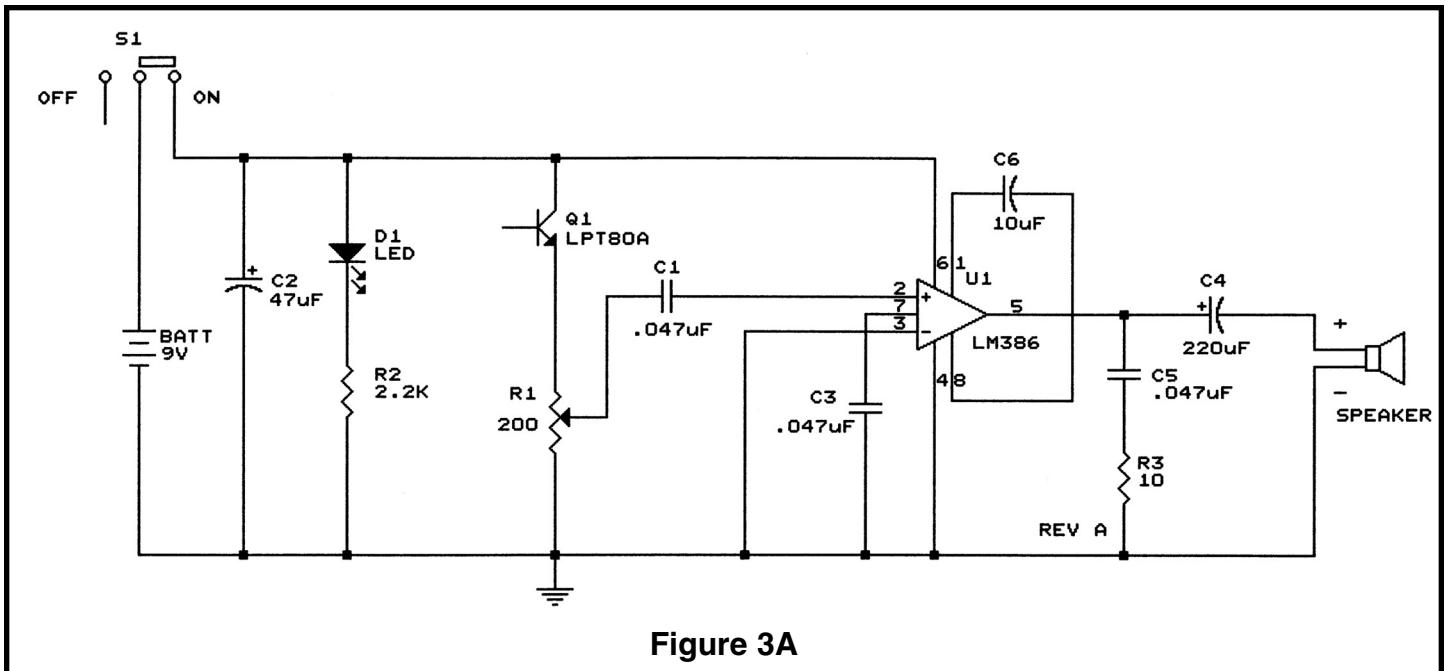 S1
OFF
ON
C6
10uF
Q1
LPT80A
D1
LED
C2
+
47uF
C1
.047uF
6
1
U1
2
+
7
3
-
5
LM386
4
8
C4
+
220uF
+
BATT
9V
R2
2.2K
R1
200
C3
.047uF
C5
.047uF
-
SPEAKER
R3
10
REV A
Figure 3A